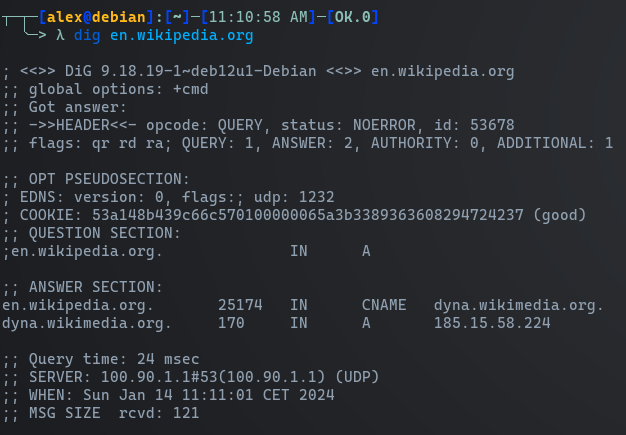 ┬─[alex@debian]:[~]─[11:10:58 AM]─[OK.0]
╰─> λ dig en.wikipedia.org

; <<>> DiG 9.18.19-1~deb12u1-Debian <<>> en.wikipedia.org
;; global options: +cmd
;; Got answer:
;; ->>HEADER<<- opcode: QUERY, status: NOERROR, id: 53678
;; flags: qr rd ra; QUERY: 1, ANSWER: 2, AUTHORITY: 0, ADDITIONAL: 1

;; OPT PSEUDOSECTION:
; EDNS: version: 0, flags:; udp: 1232
; COOKIE: 53a148b439c66c570100000065a3b3389363608294724237 (good)
;; QUESTION SECTION:
;en.wikipedia.org.		IN	A

;; ANSWER SECTION:
en.wikipedia.org.	25174	IN	CNAME	dyna.wikimedia.org.
dyna.wikimedia.org.	170	IN	A	185.15.58.224

;; Query time: 24 msec
;; SERVER: 100.90.1.1#53(100.90.1.1) (UDP)
;; WHEN: Sun Jan 14 11:11:01 CET 2024
;; MSG SIZE  rcvd: 121